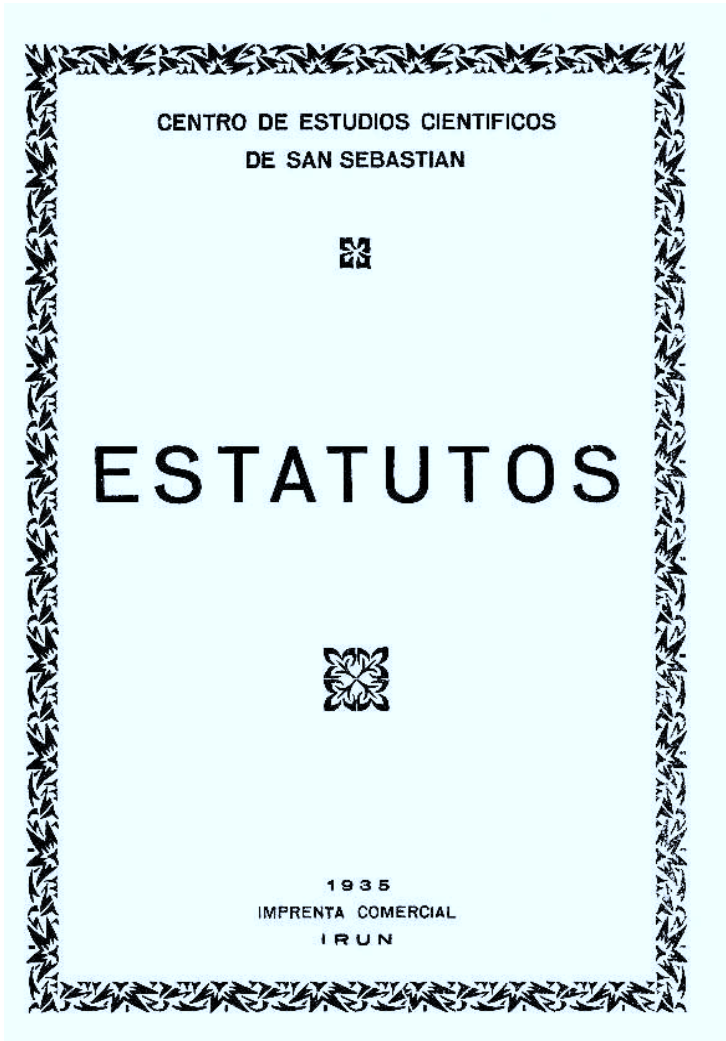 CENTRO DE ESTUDIOS CIENTIFICOS
DE SAN SEBASTIAN
ESTATUTOS
1935
IMPRENTA COMERCIAL
IRUN